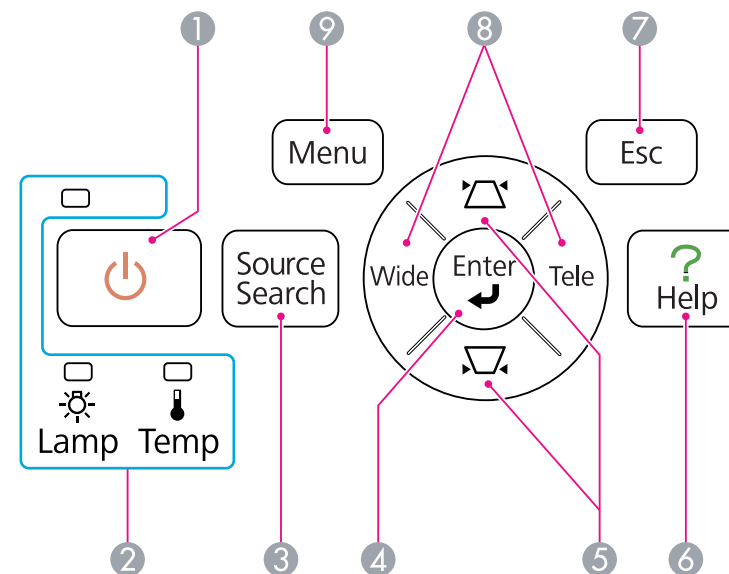 1
9
8
7
Menu
Esc
Source
Search
Wide
Enter
Tele
?
Help
Lamp
Temp
2
3
4
5
6